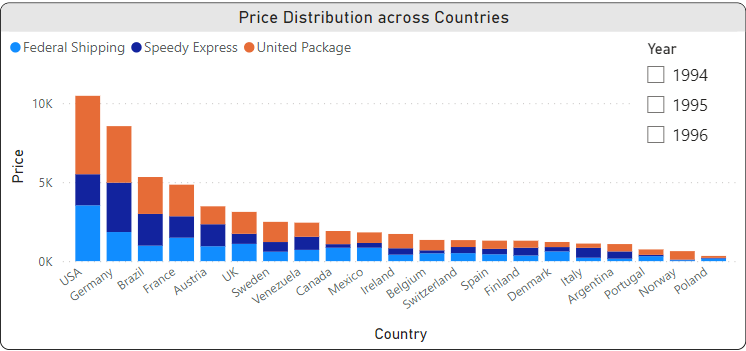 Price Distribution across Countries
Federal Shipping Speedy Express United Package
Year
1994
1995
1996
10K
5K
0K
Price
USA
Germany
Brazil
France
Austria
UK
Sweden
Venezuela
Canada
Mexico
Ireland
Belgium
Switzerland
Spain
Finland
Denmark
Italy
Argentina
Portugal
Norway
Poland
Country